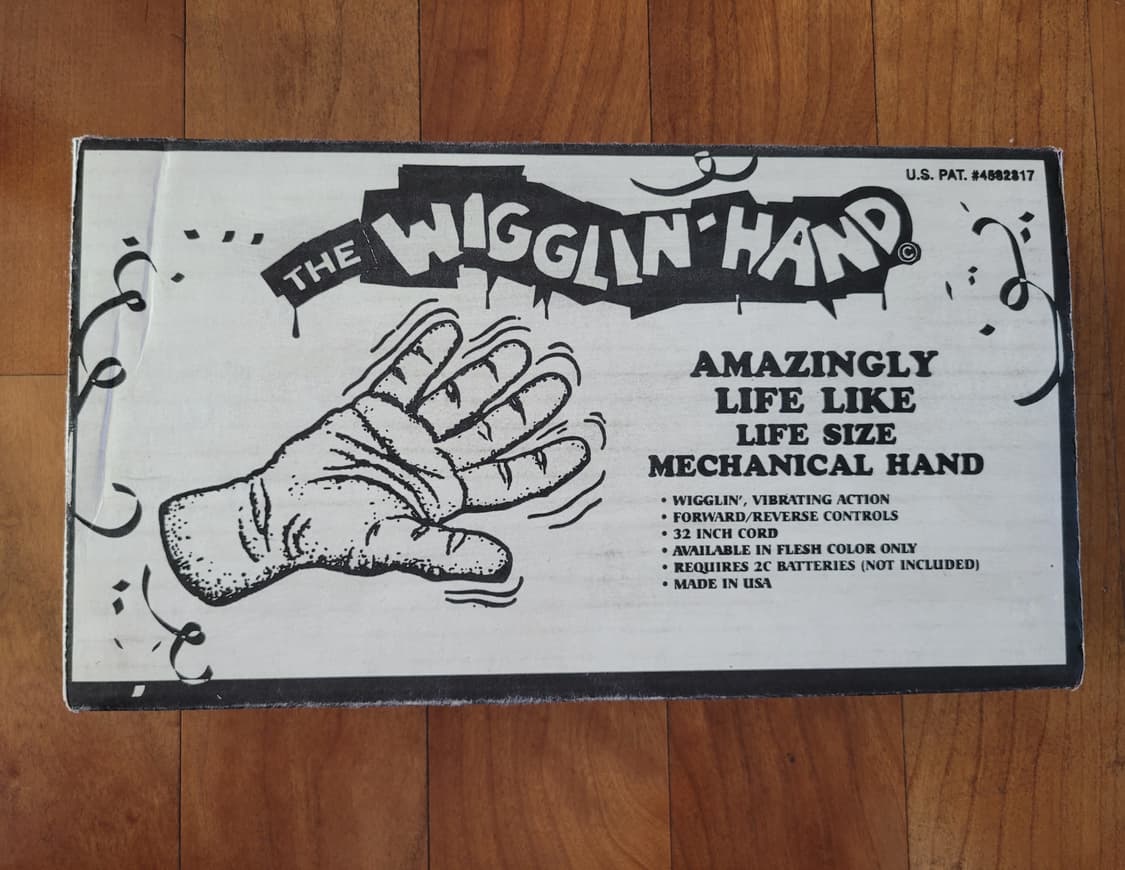 U.S. PAT. #4582317
THE WIGGLIN' HAND ©
AMAZINGLY
LIFE LIKE
LIFE SIZE
MECHANICAL HAND
• WIGGLIN', VIBRATING ACTION
• FORWARD/REVERSE CONTROLS
• 32 INCH CORD
• AVAILABLE IN FLESH COLOR ONLY
• REQUIRES 2C BATTERIES (NOT INCLUDED)
• MADE IN USA